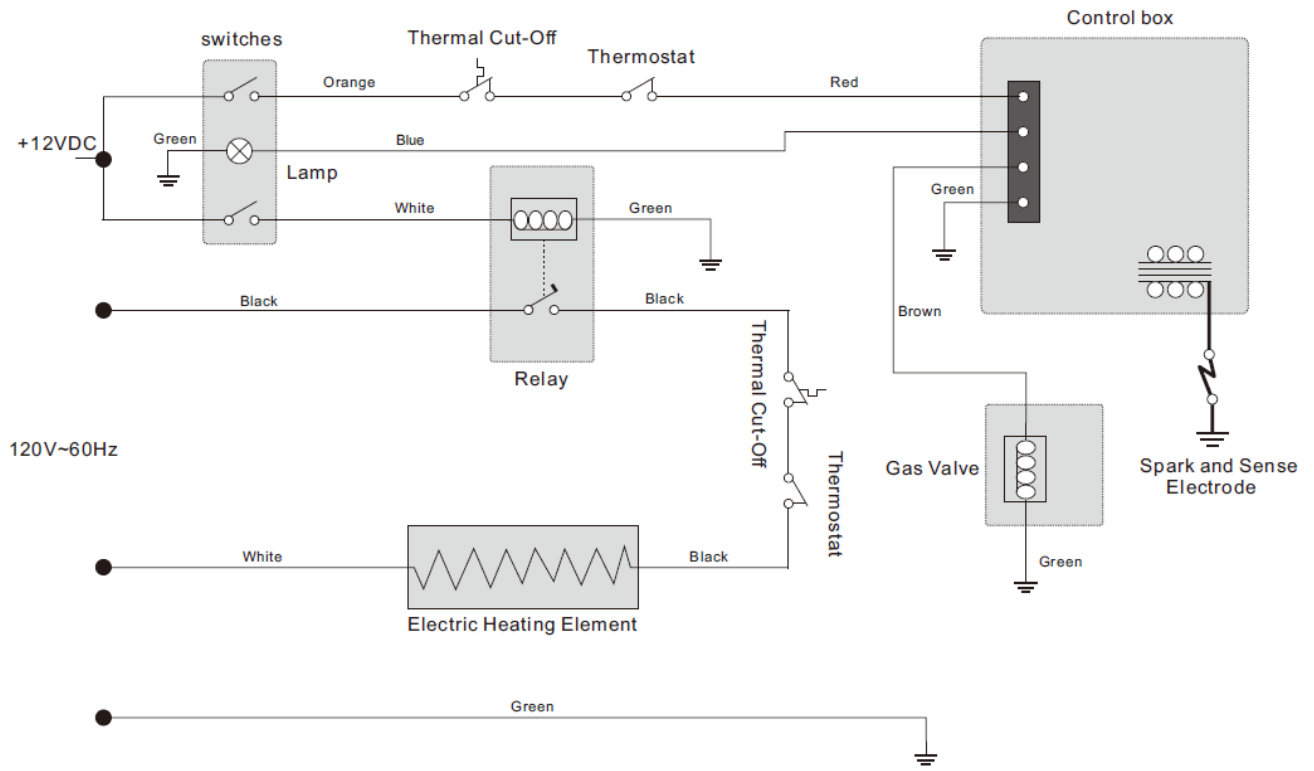 Control box
switches
Thermal Cut-Off
Thermostat
Orange
Red
+12VDC
Green
Blue
Lamp
White
Green
Green
Black
Black
Brown
Relay
Thermal Cut-Off
120V~60Hz
Thermostat
Gas Valve
Spark and Sense
Electrode
White
Black
Green
Electric Heating Element
Green